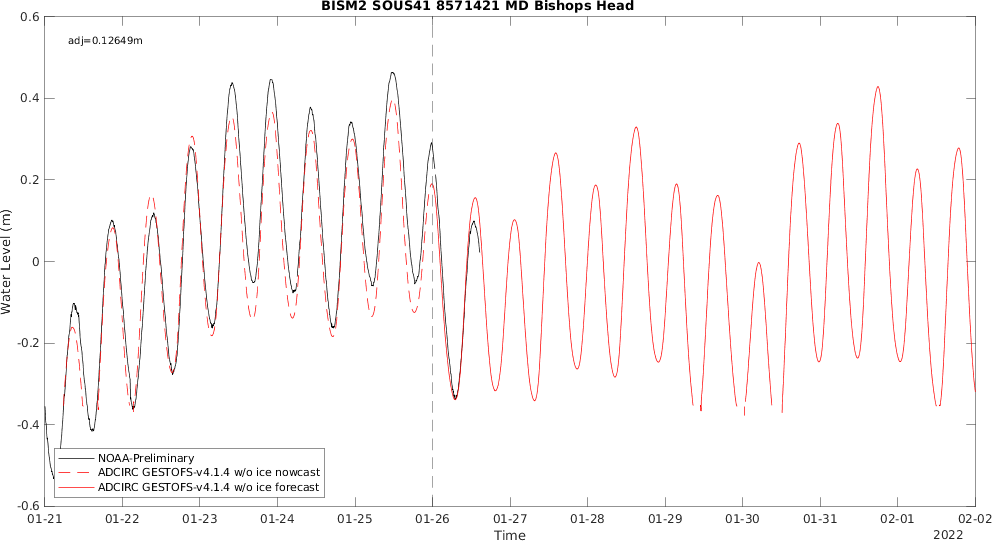 BISM2 SOUS41 8571421 MD Bishops Head
adj=0.12649m
0.6
0.4
0.2
0
-0.2
-0.4
-0.6
Water Level (m)
NOAA-Preliminary
ADCIRC GESTOFS-v4.1.4 w/o ice nowcast
ADCIRC GESTOFS-v4.1.4 w/o ice forecast
01-21 01-22 01-23 01-24 01-25 01-26 01-27 01-28 01-29 01-30 01-31 02-01 02-02
Time
2022